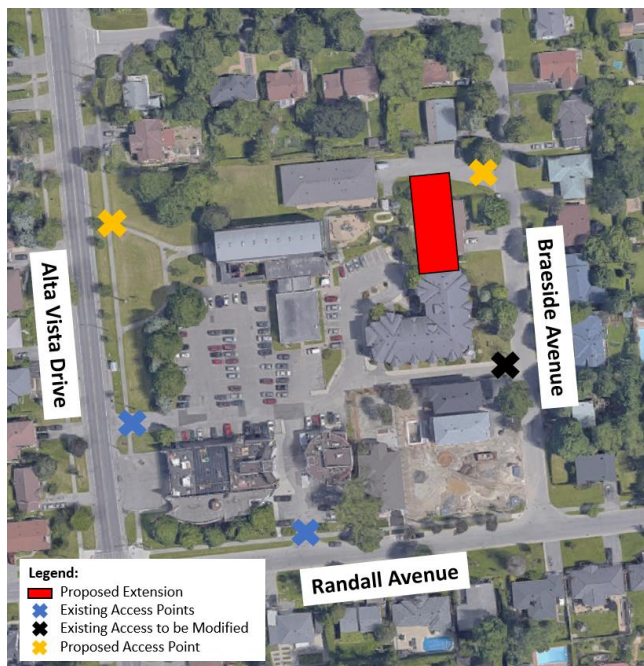 Alta Vista Drive
Braeside Avenue
Randall Avenue
Legend:
Proposed Extension
Existing Access Points
Existing Access to be Modified
Proposed Access Point